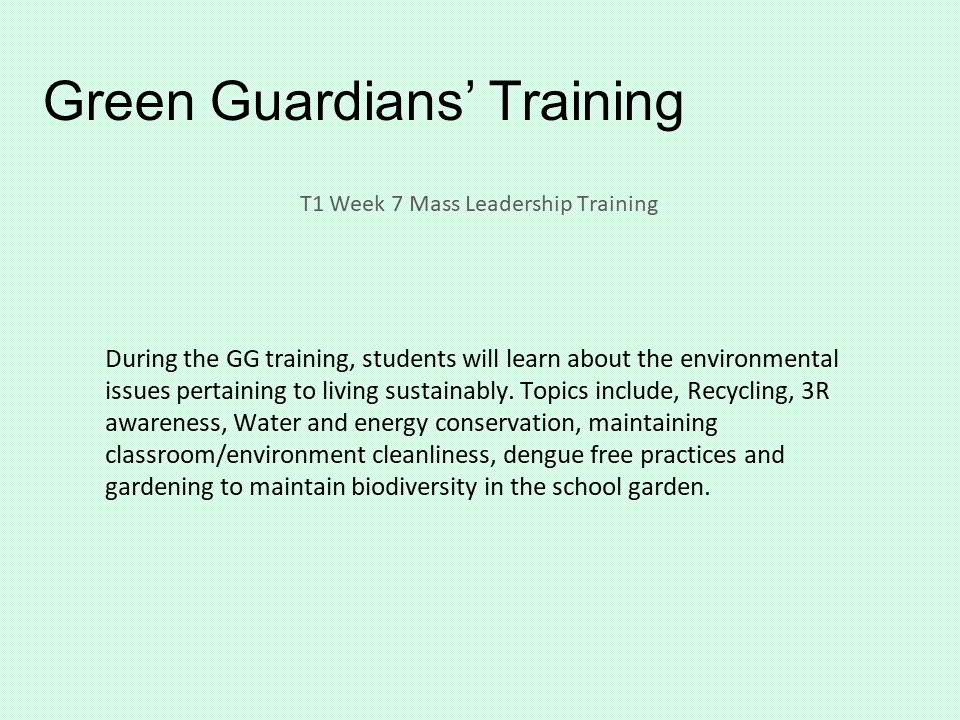 Green Guardians’ Training
T1 Week 7 Mass Leadership Training
During the GG training, students will learn about the environmental
issues pertaining to living sustainably. Topics include, Recycling, 3R
awareness, Water and energy conservation, maintaining
classroom/environment cleanliness, dengue free practices and
gardening to maintain biodiversity in the school garden.